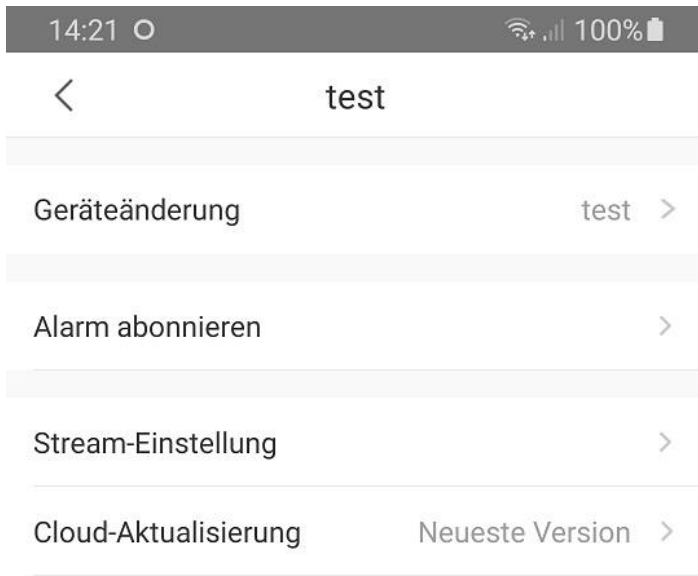 14:21
100%
test
Geräteänderung test
Alarm abonnieren
Stream-Einstellung
Cloud-Aktualisierung Neueste Version